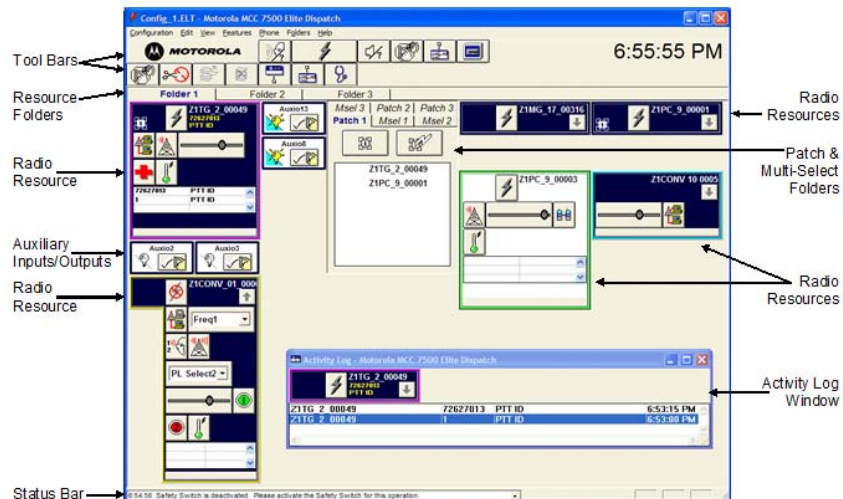 Config_1.ELT - Motorola MCC 7500 Elite Dispatch
Configuration Edit View Features Phone Folders Help
MOTOROLA
6:55:55 PM
Tool Bars
Resource
Folders
Folder 1
Folder 2
Folder 3
Radio
Resource
Z1TG_2_00049
72627013
PTT ID
72627013 PTT ID
1 PTT ID
Auxio13
Auxio8
Msel 3 Patch 2 Patch 3
Patch 1 Msel 1 Msel 2
Z1TG_2_00049
Z1PC_9_00001
Z1MG_17_00316
Z1PC_9_00001
Radio
Resources
Patch &
Multi-Select
Folders
Z1PC_9_00003
Z1CONV 10 0005
Radio
Resources
Auxiliary
Inputs/Outputs
Auxio2
Auxio3
Radio
Resource
Z1CONV_01_000
Freq1
PL Select2
Activity Log - Motorola MCC 7500 Elite Dispatch
Z1TG_2_00049
72627013
PTT ID
Z1TG_2_00049 72627013 PTT ID 6:53:15 PM
Z1TG_2_00049 1 PTT ID 6:53:00 PM
Activity Log
Window
Status Bar
6:54:56 Safety Switch is deactivated. Please activate the Safety Switch for this operation.